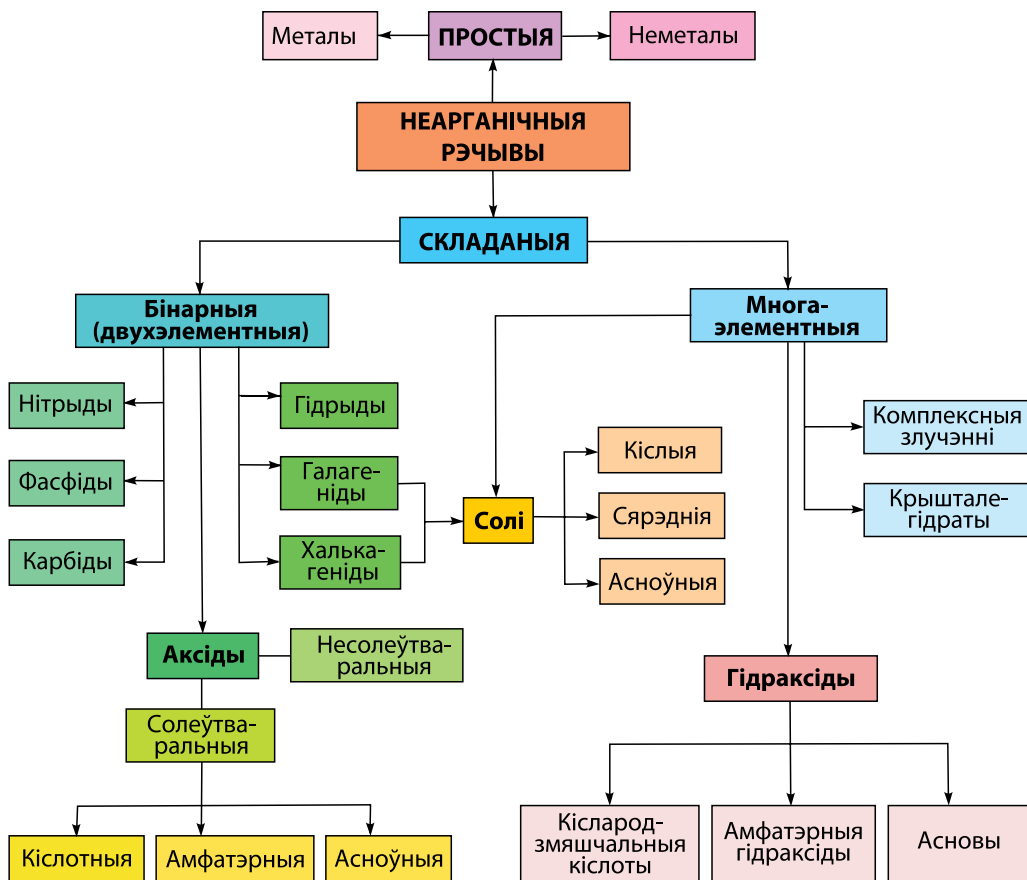 Металы
ПРОСТЫЯ
Неметалы
НЕАРГАНІЧНЫЯ
РЭЧЫВЫ
СКЛАДАНЫЯ
Бінарныя
(двухэлементныя)
Многа-
элементныя
Нітрыды
Фасфіды
Карбіды
Гідрыды
Галаге-
ніды
Халька-
геніды
Солі
Кіслыя
Сярэднія
Асноўныя
Комплексныя
злучэнні
Крышталe-
гідраты
Аксіды
Несолеўтва-
ральныя
Солеўтва-
ральныя
Кіслотныя
Амфатэрныя
Асноўныя
Гідраксіды
Кісларод-
змяшчальныя
кіслоты
Амфатэрныя
гідраксіды
Асновы